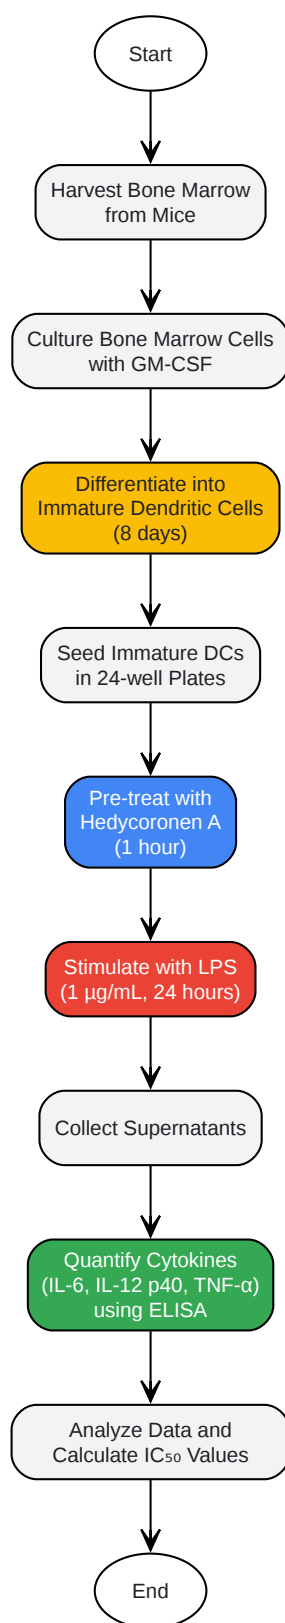 Start
Harvest Bone Marrow
from Mice
Culture Bone Marrow Cells
with GM-CSF
Differentiate into
Immature Dendritic Cells
(8 days)
Seed Immature DCs
in 24-well Plates
Pre-treat with
Hedycoronen A
(1 hour)
Stimulate with LPS
(1 µg/mL, 24 hours)
Collect Supernatants
Quantify Cytokines
(IL-6, IL-12 p40, TNF-α)
using ELISA
Analyze Data and
Calculate IC₅₀ Values
End